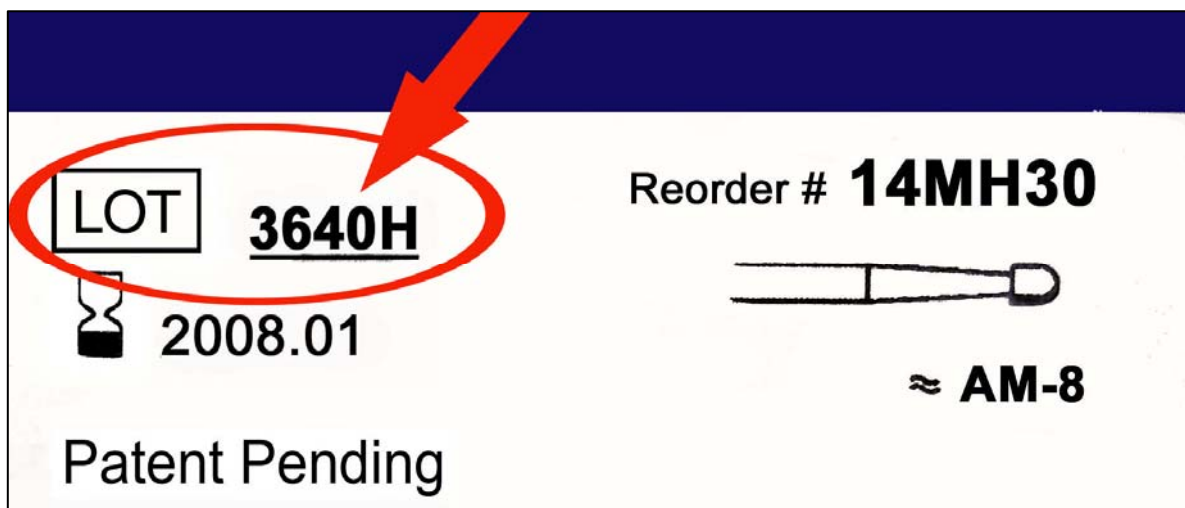 LOT 3640H
2008.01
Patent Pending
Reorder # 14MH30
≈ AM-8